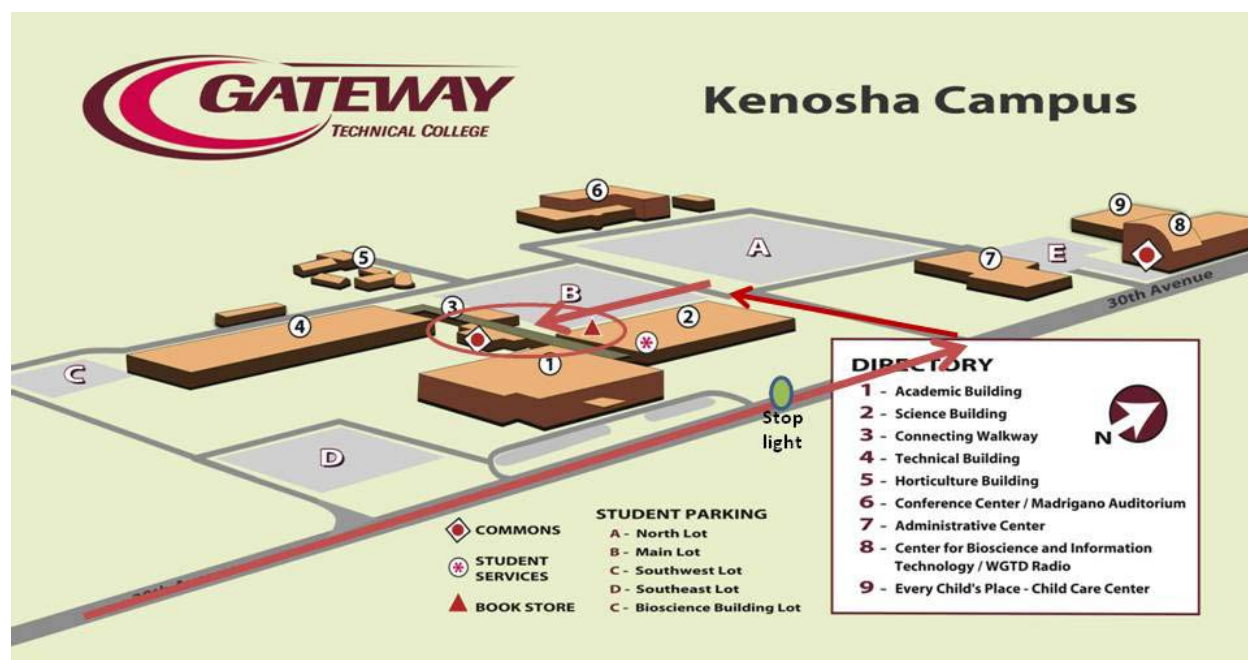 GATEWAY
TECHNICAL COLLEGE
Kenosha Campus
6
9
8
A
E
5
7
30th Avenue
B
3
2
4
1
C
Stop
light
D
DIRECTORY
1 - Academic Building
2 - Science Building
3 - Connecting Walkway
4 - Technical Building
5 - Horticulture Building
6 - Conference Center / Madrigano Auditorium
7 - Administrative Center
8 - Center for Bioscience and Information
Technology / WGTD Radio
9 - Every Child's Place - Child Care Center
N
COMMONS
STUDENT
SERVICES
BOOK STORE
STUDENT PARKING
A - North Lot
B - Main Lot
C - Southwest Lot
D - Southeast Lot
C - Bioscience Building Lot